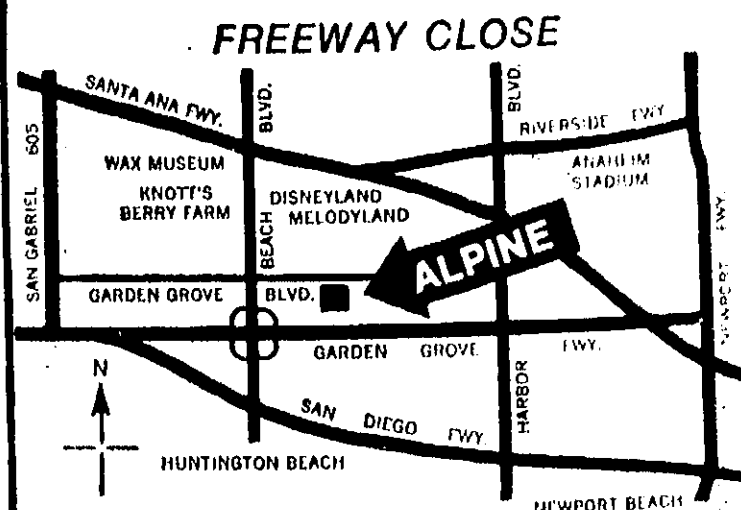 FREEWAY CLOSE
SANTA ANA FWY.
BLVD.
BLVD.
RIVERSIDE FWY
SAN GABRIEL 605
WAX MUSEUM
KNOTT'S
BERRY FARM
BEACH
DISNEYLAND
MELODYLAND
ANAHEIM
STADIUM
ALPINE
NEWPORT FWY.
GARDEN GROVE BLVD.
GARDEN GROVE FWY.
HARBOR
N
SAN DIEGO FWY.
HUNTINGTON BEACH
NEWPORT BEACH